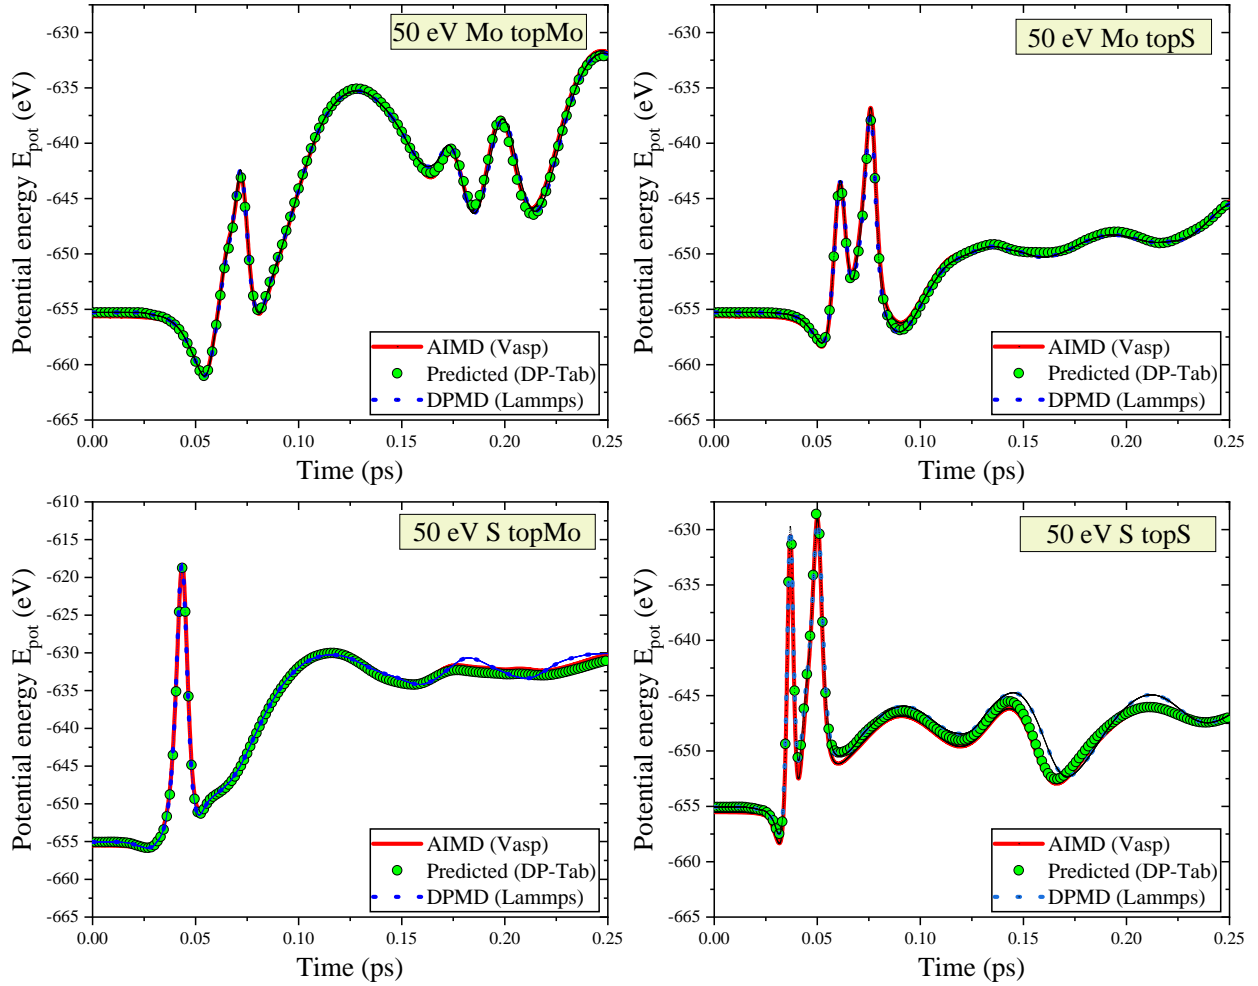 50 eV Mo topMo
Potential energy E_pot (eV)
-630
-635
-640
-645
-650
-655
-660
-665
AIMD (Vasp)
Predicted (DP-Tab)
DPMD (Lammps)
0.00 0.05 0.10 0.15 0.20 0.25
Time (ps)
50 eV Mo topS
Potential energy E_pot (eV)
-630
-635
-640
-645
-650
-655
-660
-665
AIMD (Vasp)
Predicted (DP-Tab)
DPMD (Lammps)
0.00 0.05 0.10 0.15 0.20 0.25
Time (ps)
50 eV S topMo
Potential energy E_pot (eV)
-610
-615
-620
-625
-630
-635
-640
-645
-650
-655
-660
-665
AIMD (Vasp)
Predicted (DP-Tab)
DPMD (Lammps)
0.00 0.05 0.10 0.15 0.20 0.25
Time (ps)
50 eV S topS
Potential energy E_pot (eV)
-630
-635
-640
-645
-650
-655
-660
-665
AIMD (Vasp)
Predicted (DP-Tab)
DPMD (Lammps)
0.00 0.05 0.10 0.15 0.20 0.25
Time (ps)